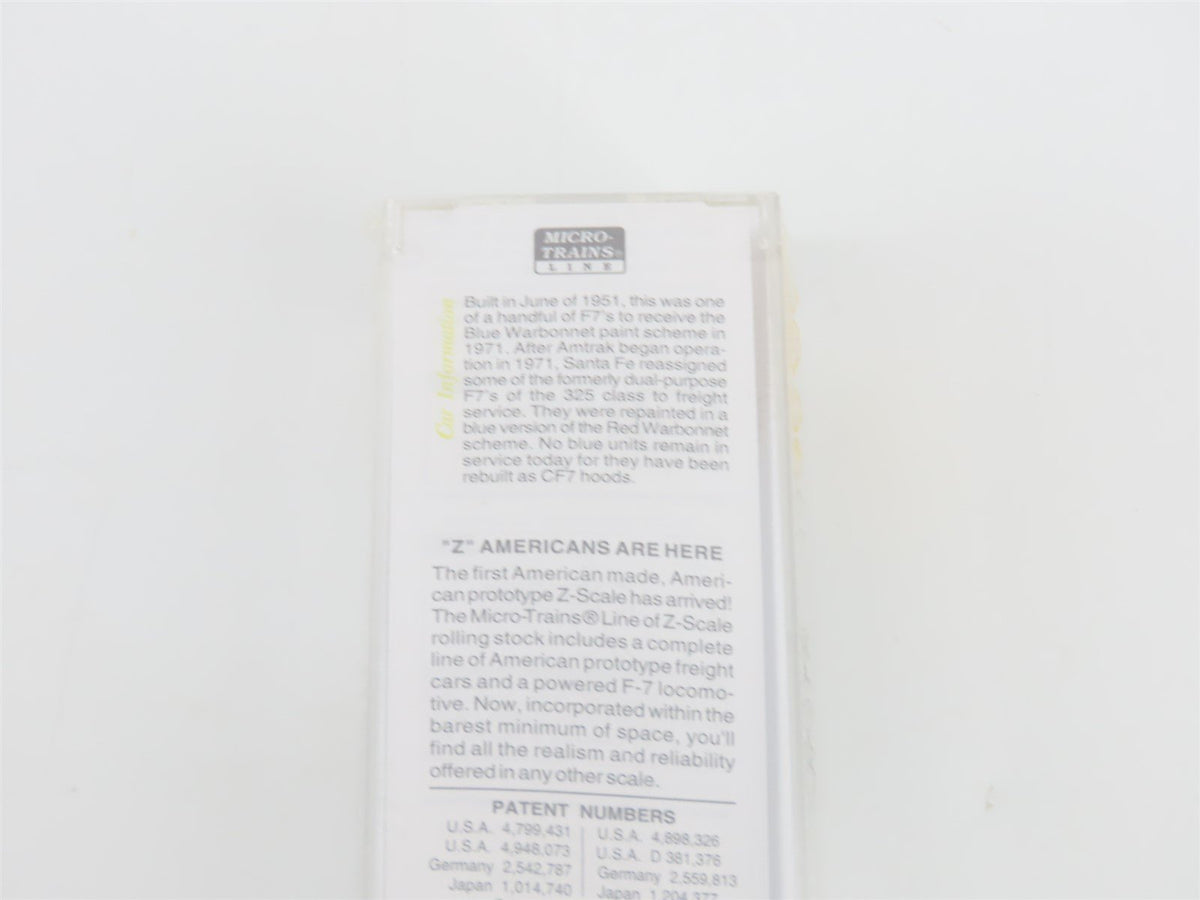 MICRO-
TRAINS®
LINE
Car Information
Built in June of 1951, this was one
of a handful of F7's to receive the
Blue Warbonnet paint scheme in
1971. After Amtrak began opera-
tion in 1971, Santa Fe reassigned
some of the formerly dual-purpose
F7's of the 325 class to freight
service. They were repainted in a
blue version of the Red Warbonnet
scheme. No blue units remain in
service today for they have been
rebuilt as CF7 hoods.
"Z" AMERICANS ARE HERE
The first American made, Ameri-
can prototype Z-Scale has arrived!
The Micro-Trains® Line of Z-Scale
rolling stock includes a complete
line of American prototype freight
cars and a powered F-7 locomo-
tive. Now, incorporated within the
barest minimum of space, you'll
find all the realism and reliability
offered in any other scale.
PATENT NUMBERS
U.S.A. 4,799,431
U.S.A. 4,948,073
Germany 2,542,787
Japan 1,014,740
U.S.A. 4,898,326
U.S.A. D 381,376
Germany 2,559,813
Japan 1,204,377